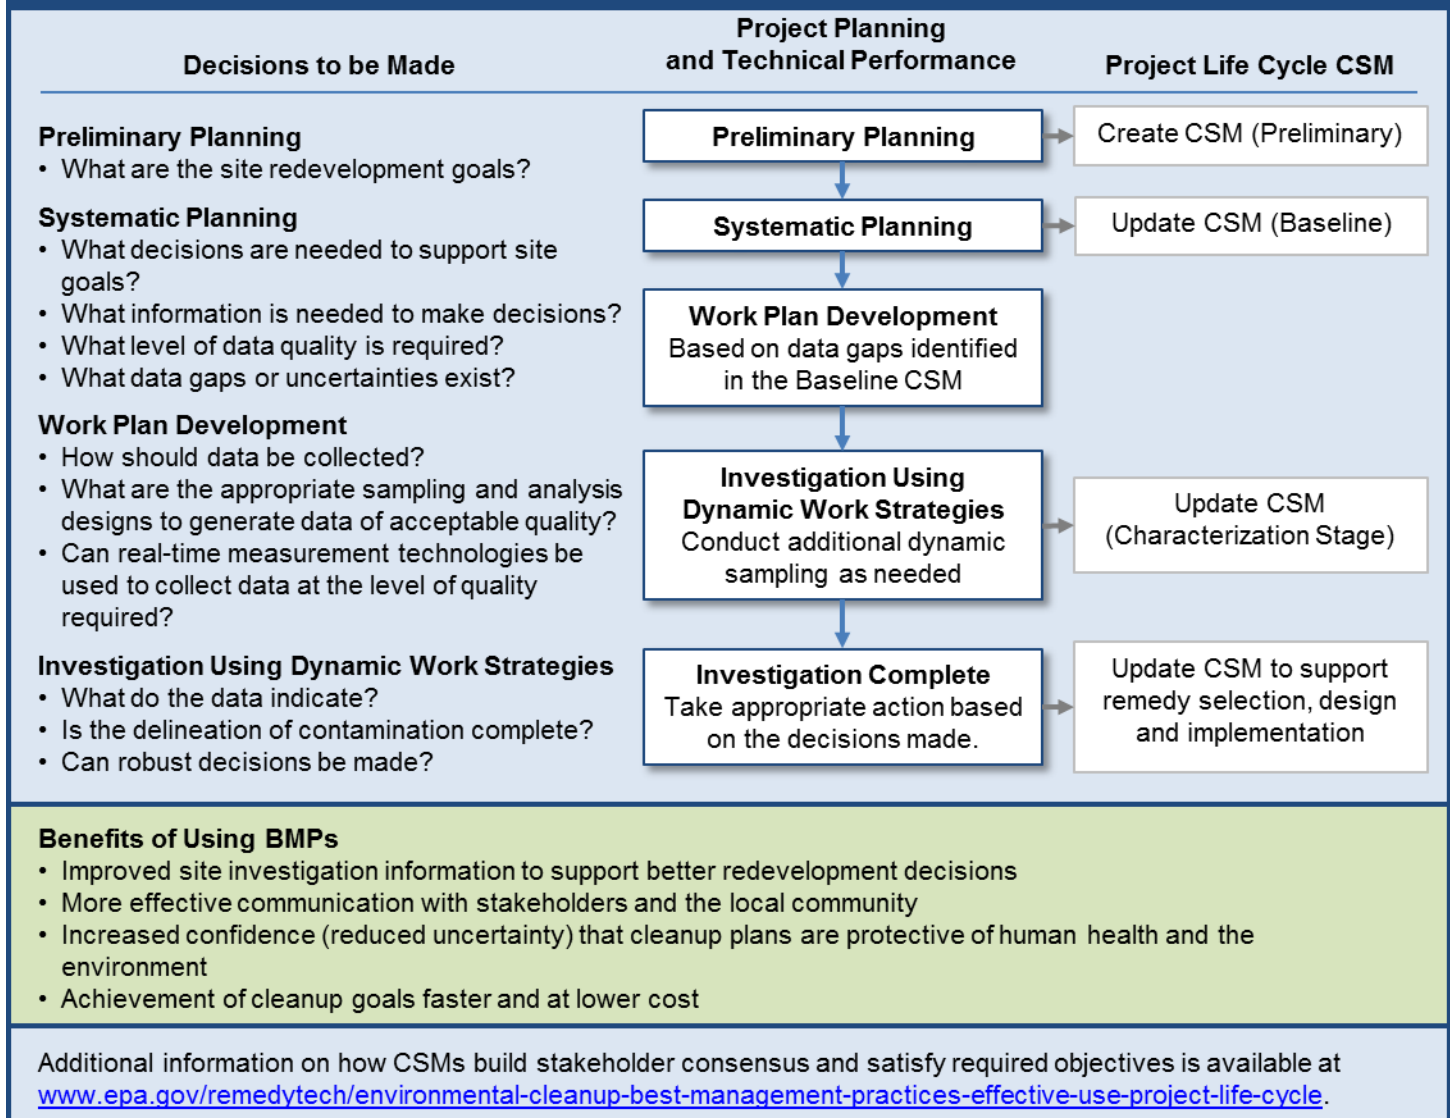 Decisions to be Made
Project Planning
and Technical Performance
Project Life Cycle CSM
Preliminary Planning
• What are the site redevelopment goals?
Systematic Planning
• What decisions are needed to support site
goals?
• What information is needed to make decisions?
• What level of data quality is required?
• What data gaps or uncertainties exist?
Work Plan Development
• How should data be collected?
• What are the appropriate sampling and analysis
designs to generate data of acceptable quality?
• Can real-time measurement technologies be
used to collect data at the level of quality
required?
Investigation Using Dynamic Work Strategies
• What do the data indicate?
• Is the delineation of contamination complete?
• Can robust decisions be made?
Preliminary Planning
Systematic Planning
Work Plan Development
Based on data gaps identified
in the Baseline CSM
Investigation Using
Dynamic Work Strategies
Conduct additional dynamic
sampling as needed
Investigation Complete
Take appropriate action based
on the decisions made.
Create CSM (Preliminary)
Update CSM (Baseline)
Update CSM
(Characterization Stage)
Update CSM to support
remedy selection, design
and implementation
Benefits of Using BMPs
• Improved site investigation information to support better redevelopment decisions
• More effective communication with stakeholders and the local community
• Increased confidence (reduced uncertainty) that cleanup plans are protective of human health and the
environment
• Achievement of cleanup goals faster and at lower cost
Additional information on how CSMs build stakeholder consensus and satisfy required objectives is available at
www.epa.gov/remedytech/environmental-cleanup-best-management-practices-effective-use-project-life-cycle.